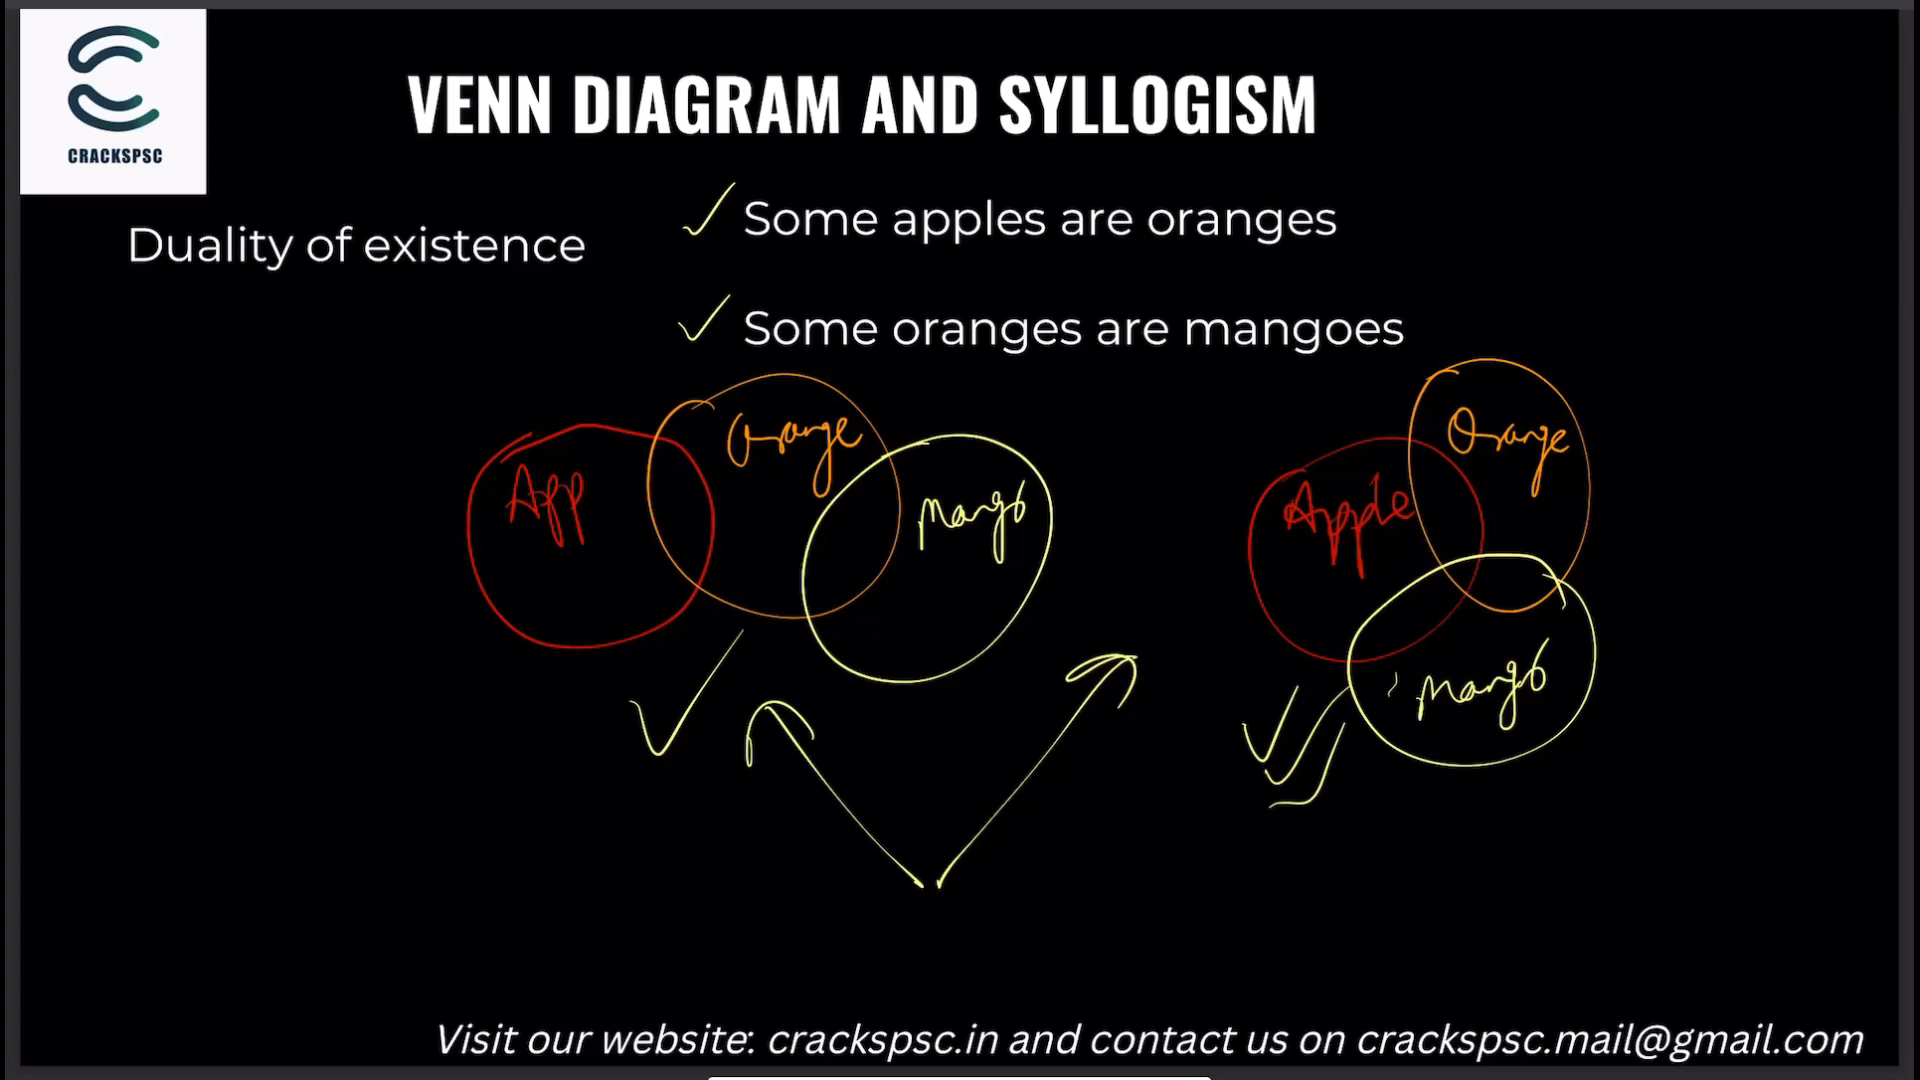 CRACKSPSC
VENN DIAGRAM AND SYLLOGISM
Duality of existence
Some apples are oranges
Some oranges are mangoes
App
Orange
Mango
Apple
Orange
Mango
Visit our website: crackspsc.in and contact us on crackspsc.mail@gmail.com